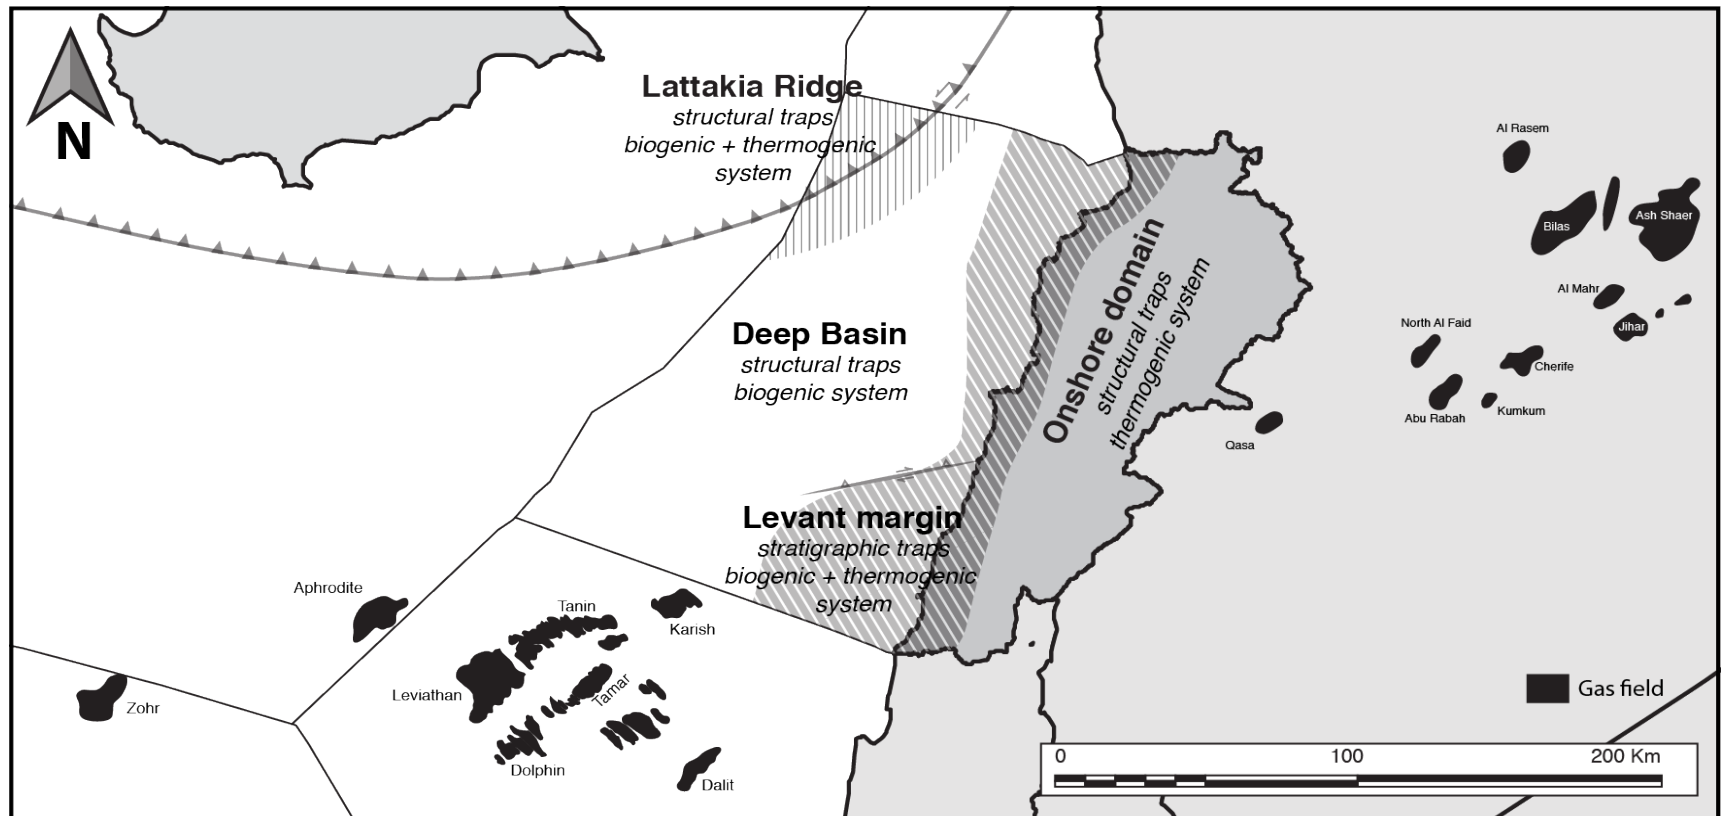 N
Lattakia Ridge
structural traps
biogenic + thermogenic
system
Deep Basin
structural traps
biogenic system
Levant margin
stratigraphic traps
biogenic + thermogenic
system
Onshore domain
structural traps
thermogenic system
Al Rasem
Bilas
Ash Shaer
Al Mahr
Jihar
North Al Faid
Cherife
Abu Rabah
Kumkum
Qasa
Aphrodite
Zohr
Tanin
Karish
Leviathan
Tamar
Dolphin
Dalit
Gas field
0 100 200 Km